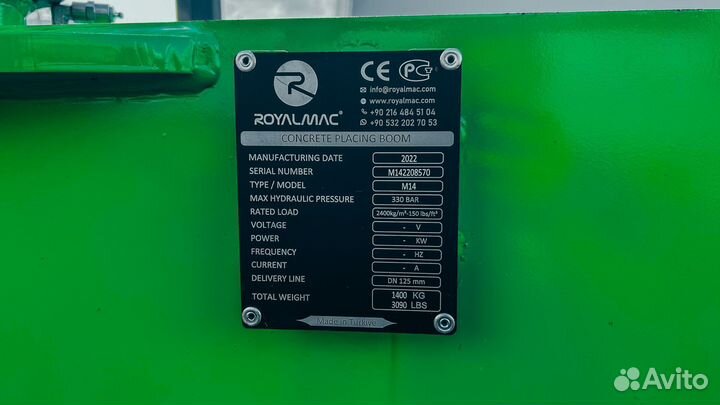 R
ROYALMAC®
CE PC
info@royalmac.com
www.royalmac.com
+90 216 484 51 04
+90 532 202 70 53
CONCRETE PLACING BOOM
MANUFACTURING DATE 2022
SERIAL NUMBER M142208570
TYPE / MODEL M14
MAX HYDRAULIC PRESSURE 330 BAR
RATED LOAD 2400kg/m³-150 lbs/ft³
VOLTAGE - V
POWER - KW
FREQUENCY - HZ
CURRENT - A
DELIVERY LINE DN 125 mm
TOTAL WEIGHT 1400 KG
3090 LBS
Made in Türkiye
Avito